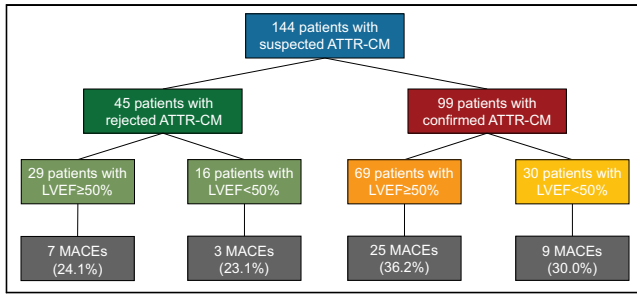 144 patients with
suspected ATTR-CM
45 patients with
rejected ATTR-CM
99 patients with
confirmed ATTR-CM
29 patients with
LVEF≥50%
16 patients with
LVEF<50%
69 patients with
LVEF≥50%
30 patients with
LVEF<50%
7 MACEs
(24.1%)
3 MACEs
(23.1%)
25 MACEs
(36.2%)
9 MACEs
(30.0%)